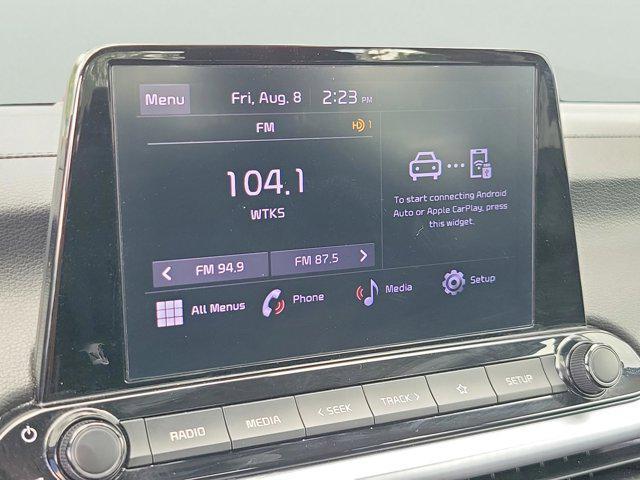 Menu Fri, Aug. 8 2:23 PM
FM HD 1
104.1
WTKS
To start connecting Android
Auto or Apple CarPlay, press
this widget.
< FM 94.9 FM 87.5 >
All Menus Phone Media Setup
RADIO MEDIA < SEEK TRACK > SETUP